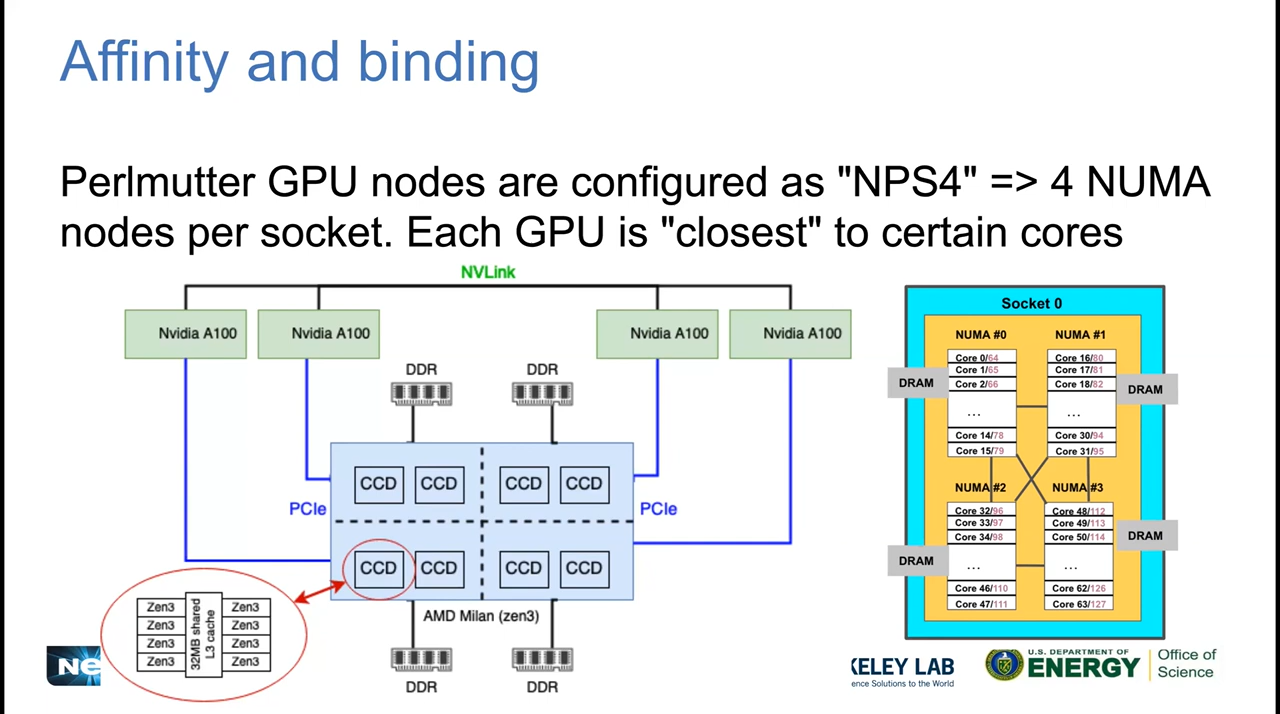 Affinity and binding
Perlmutter GPU nodes are configured as "NPS4" => 4 NUMA
nodes per socket. Each GPU is "closest" to certain cores
NVLink
Nvidia A100
Nvidia A100
Nvidia A100
Nvidia A100
DDR
DDR
PCIe
PCIe
CCD
CCD
CCD
CCD
CCD
CCD
CCD
CCD
AMD Milan (zen3)
DDR
DDR
Zen3
Zen3
Zen3
Zen3
32MB shared
L3 cache
Zen3
Zen3
Zen3
Zen3
Socket 0
NUMA #0
Core 0/64
Core 1/65
Core 2/66
...
Core 14/78
Core 15/79
NUMA #1
Core 16/80
Core 17/81
Core 18/82
...
Core 30/94
Core 31/95
NUMA #2
Core 32/96
Core 33/97
Core 34/98
...
Core 46/110
Core 47/111
NUMA #3
Core 48/112
Core 49/113
Core 50/114
...
Core 62/126
Core 63/127
DRAM
DRAM
DRAM
DRAM
NE
KELEY LAB
ence Solutions to the World
U.S. DEPARTMENT OF
ENERGY
Office of
Science